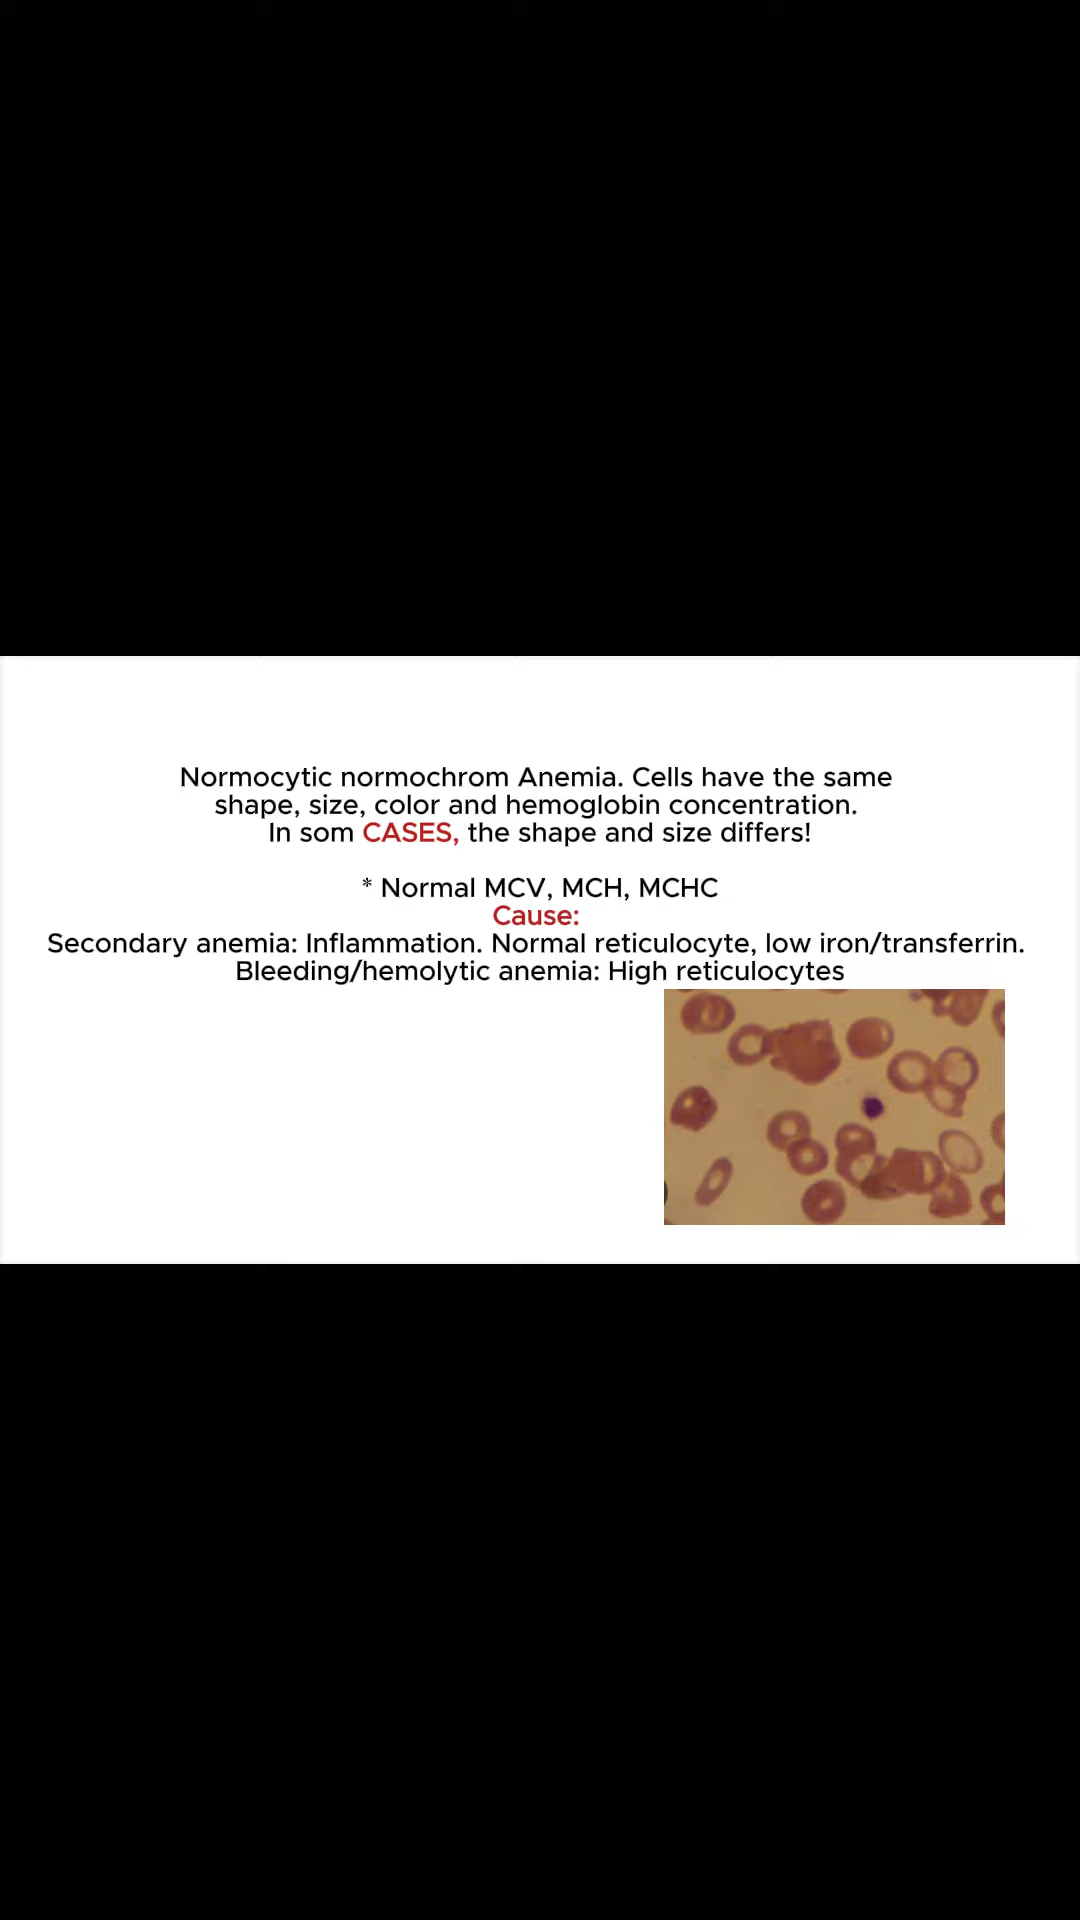 Normocytic normochrom Anemia. Cells have the same
shape, size, color and hemoglobin concentration.
In som CASES, the shape and size differs!
* Normal MCV, MCH, MCHC
Cause:
Secondary anemia: Inflammation. Normal reticulocyte, low iron/transferrin.
Bleeding/hemolytic anemia: High reticulocytes